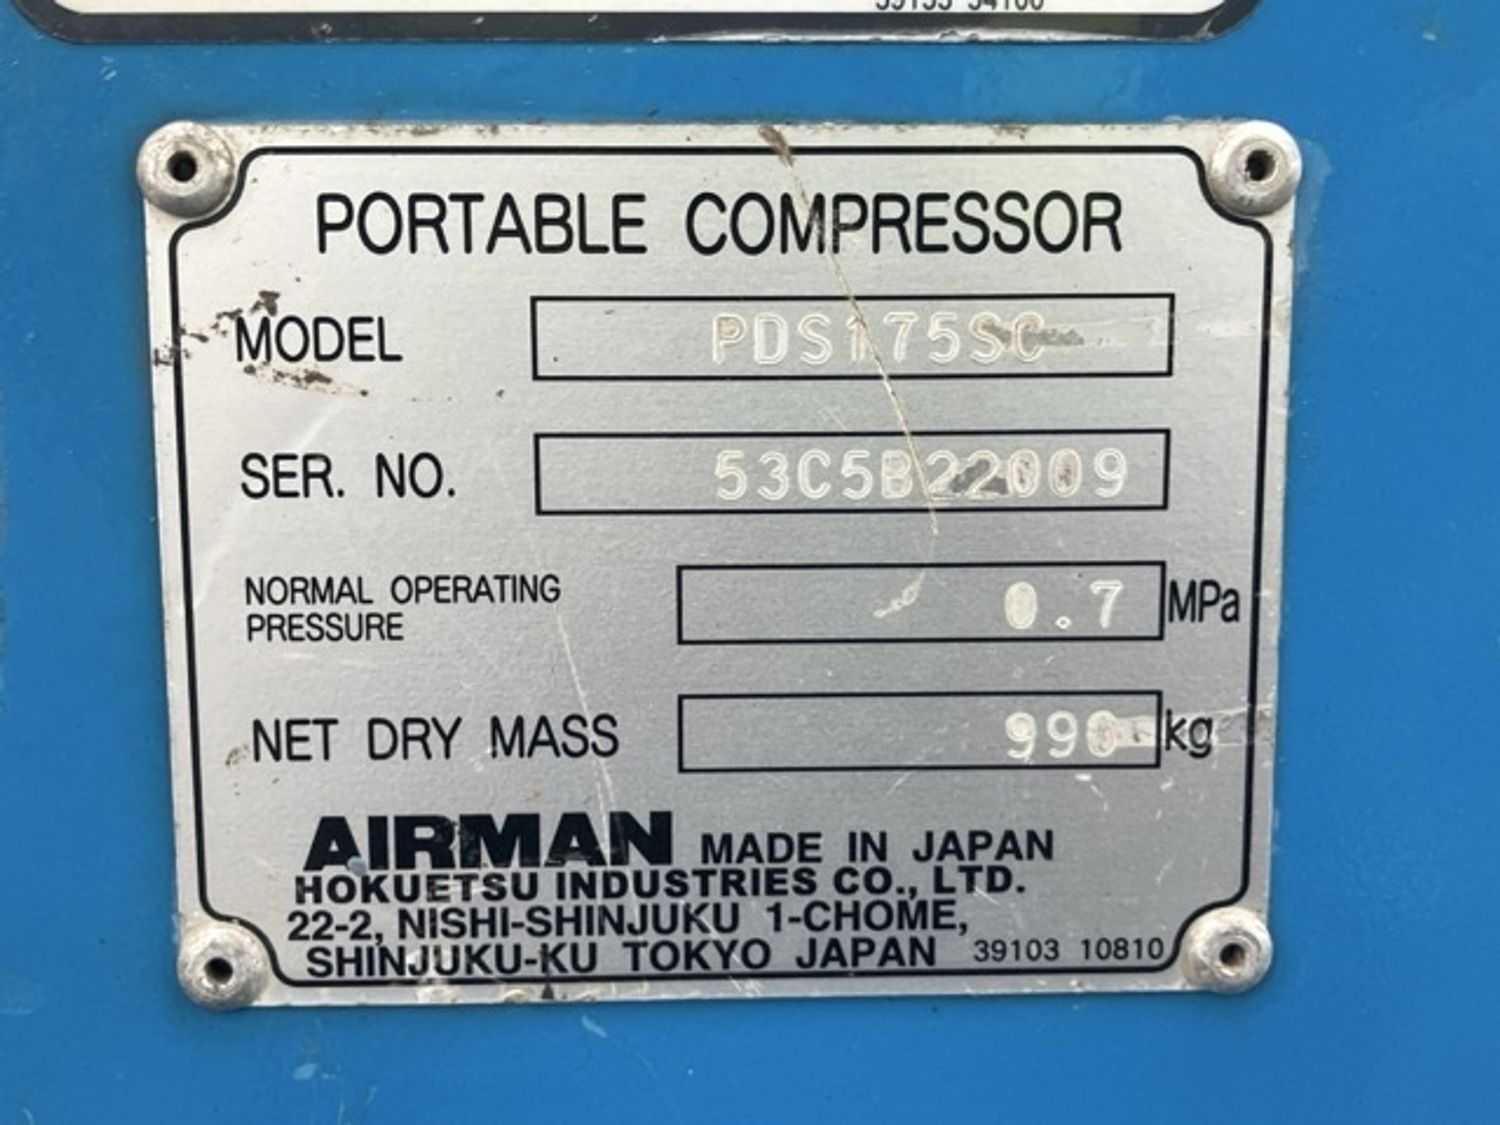 PORTABLE COMPRESSOR
MODEL PDS175SC
SER. NO. 53C5B22009
NORMAL OPERATING
PRESSURE 0.7 MPa
NET DRY MASS 990 kg
AIRMAN MADE IN JAPAN
HOKUETSU INDUSTRIES CO., LTD.
22-2, NISHI-SHINJUKU 1-CHOME,
SHINJUKU-KU TOKYO JAPAN 39103 10810